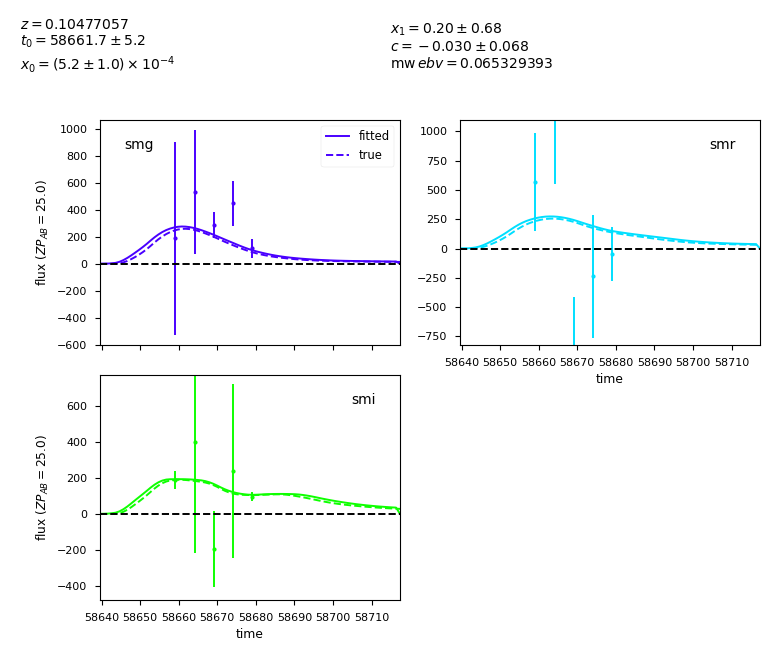 z = 0.10477057
t₀ = 58661.7 ± 5.2
x₀ = (5.2 ± 1.0) × 10⁻⁴
x₁ = 0.20 ± 0.68
c = −0.030 ± 0.068
mw ebv = 0.065329393
smg
fitted
true
1000
800
600
400
200
0
−200
−400
−600
flux (ZP_AB = 25.0)
smr
1000
750
500
250
0
−250
−500
−750
58640 58650 58660 58670 58680 58690 58700 58710
time
smi
600
400
200
0
−200
−400
flux (ZP_AB = 25.0)
58640 58650 58660 58670 58680 58690 58700 58710
time